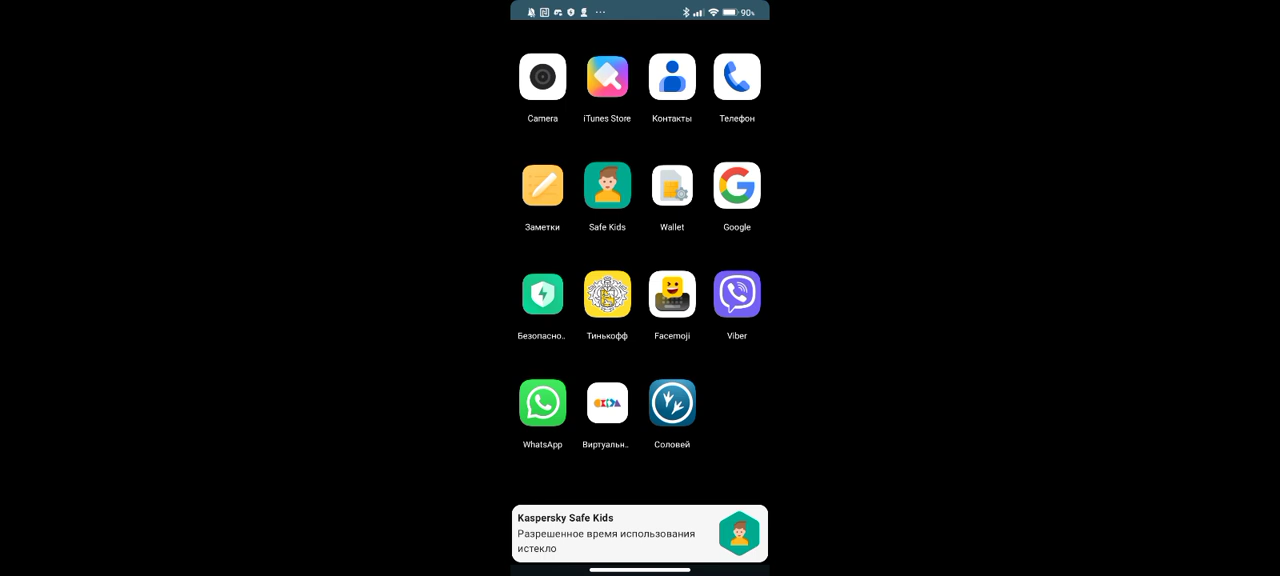 90%
Camera
iTunes Store
Контакты
Телефон
Заметки
Safe Kids
Wallet
Google
Безопасно..
Тинькофф
Facemoji
Viber
WhatsApp
Виртуальн..
Соловей
Kaspersky Safe Kids
Разрешенное время использования
истекло